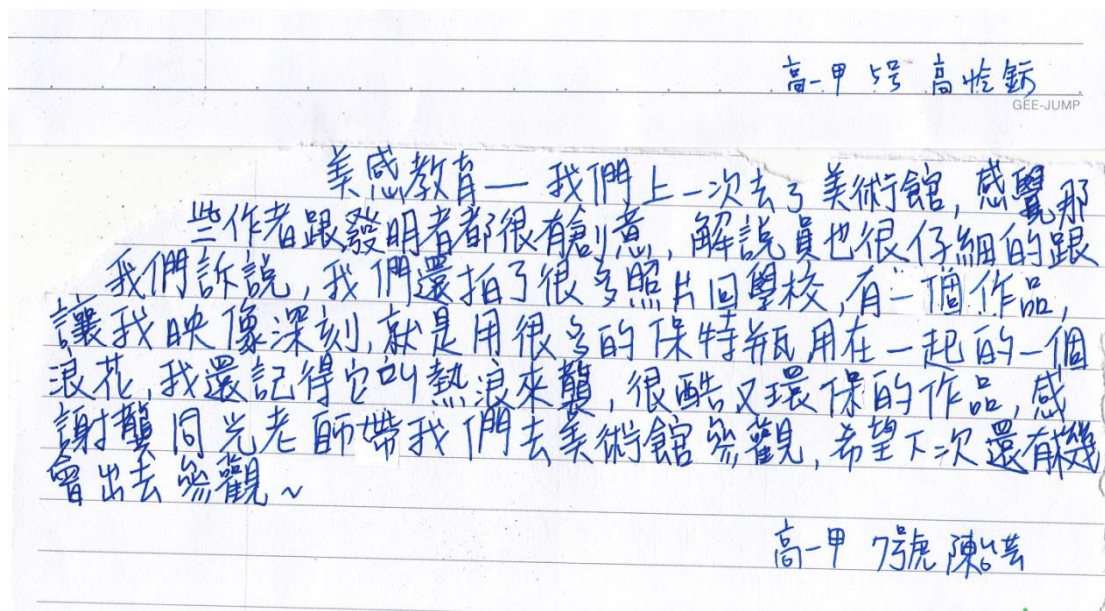 高一甲 5号 高
GEE-JUMP
美感教育— 我們上一次去了美術館, 感覺那
些作者跟發明者都很有創意, 解說員也很仔細的跟
我們訴說, 我們還拍了很多照片回學校, 有一個作品,
讓我映像深刻, 就是用很多的保特瓶用在一起的一個
浪花, 我還記得它叫熱浪來襲, 很酷又環保的作品, 感
謝龔同光老師帶我們去美術館參觀, 希望下次還有機
會出去參觀~
高一甲 7號 陳